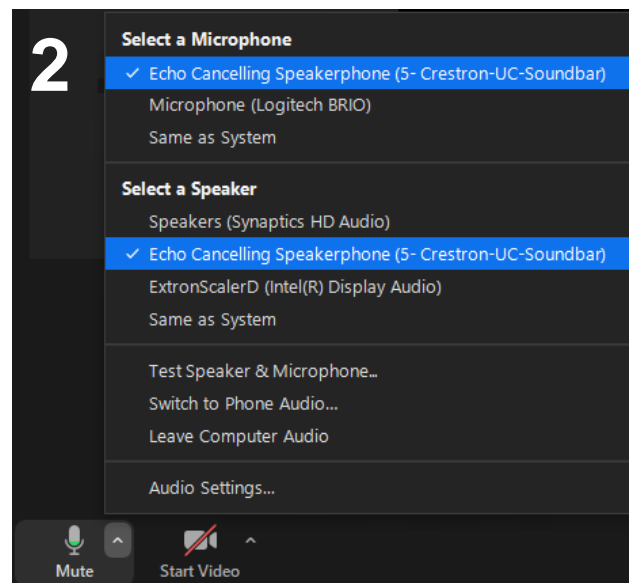 2
Select a Microphone
✓ Echo Cancelling Speakerphone (5- Crestron-UC-Soundbar)
Microphone (Logitech BRIO)
Same as System
Select a Speaker
Speakers (Synaptics HD Audio)
✓ Echo Cancelling Speakerphone (5- Crestron-UC-Soundbar)
ExtronScalerD (Intel(R) Display Audio)
Same as System
Test Speaker & Microphone...
Switch to Phone Audio...
Leave Computer Audio
Audio Settings...
Mute
Start Video